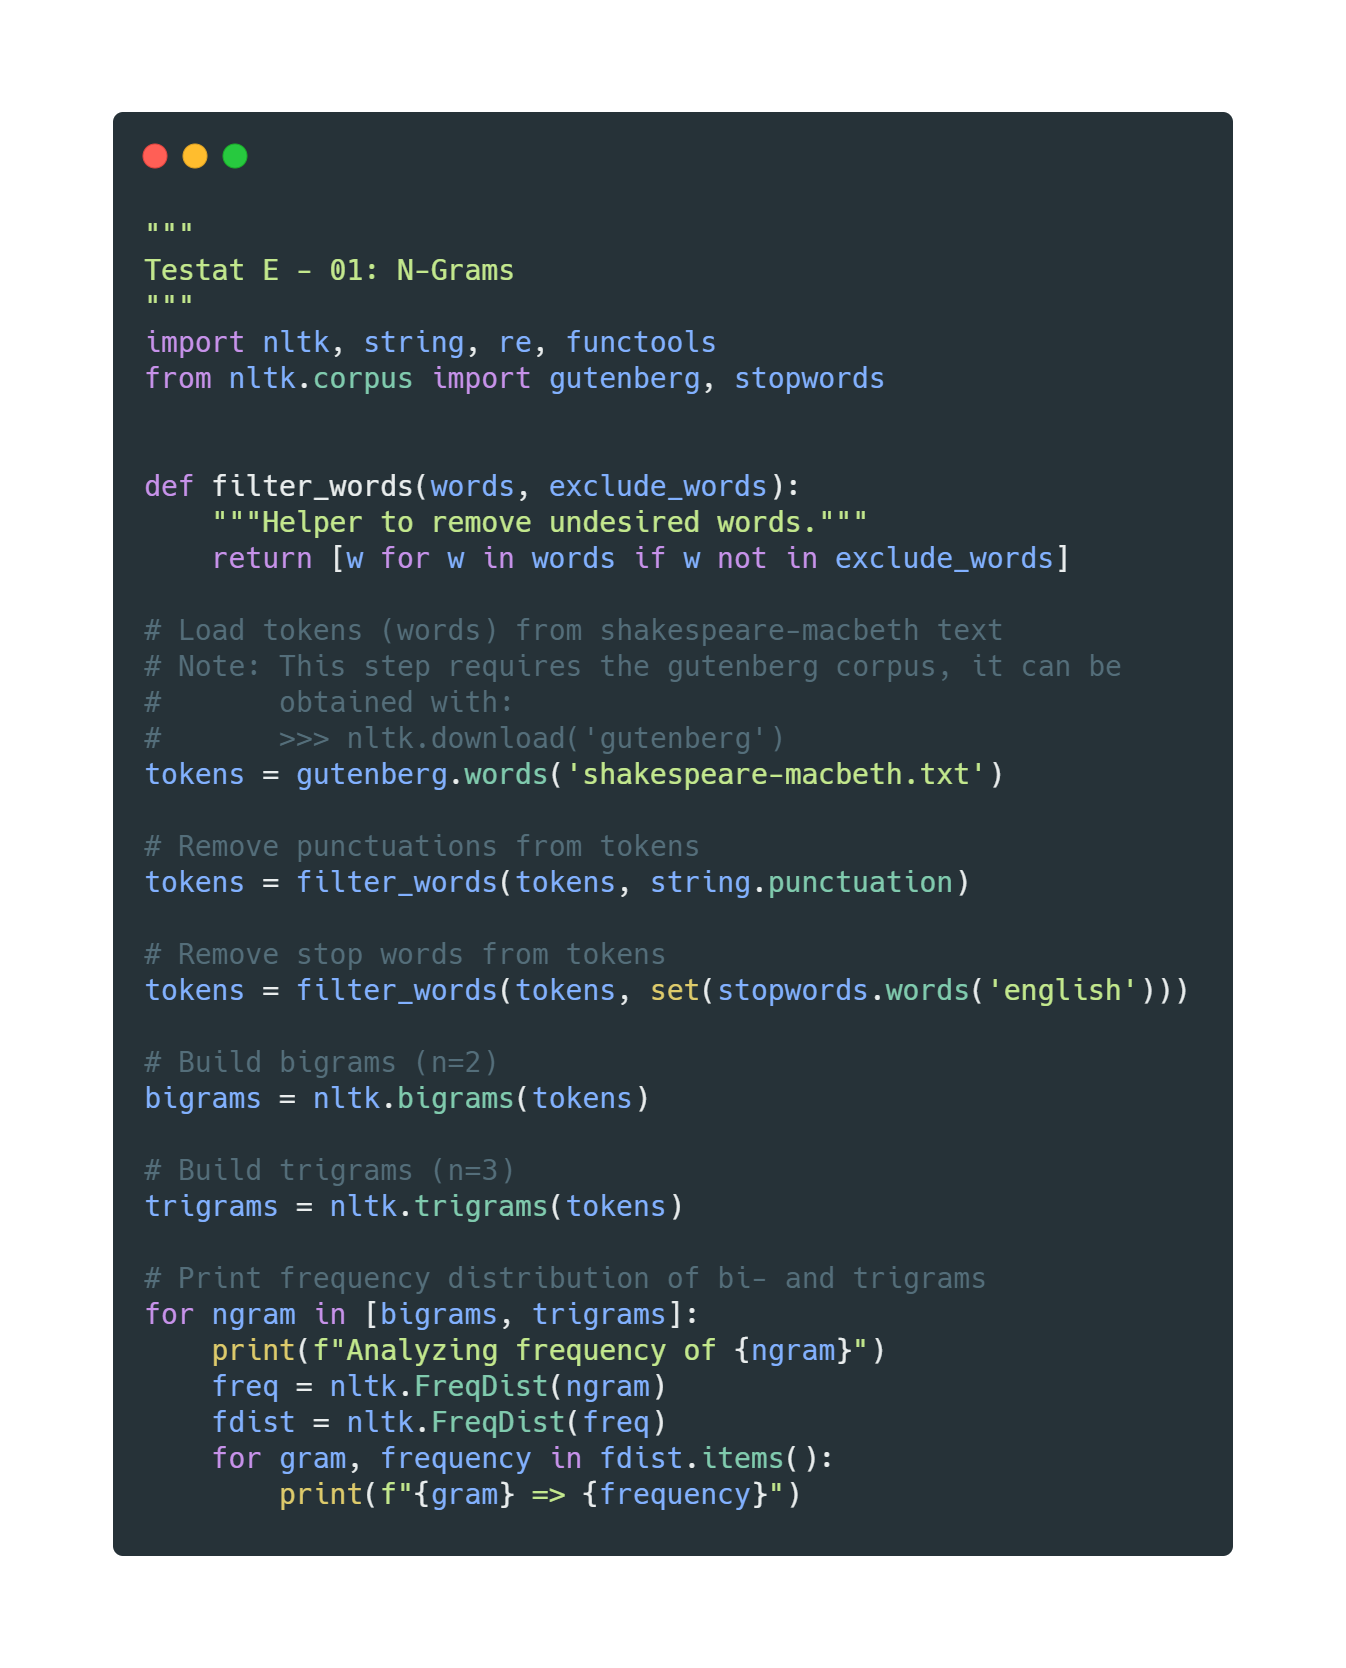 """
Testat E - 01: N-Grams
"""
import nltk, string, re, functools
from nltk.corpus import gutenberg, stopwords
def filter_words(words, exclude_words):
    """Helper to remove undesired words."""
    return [w for w in words if w not in exclude_words]
# Load tokens (words) from shakespeare-macbeth text
# Note: This step requires the gutenberg corpus, it can be
#       obtained with:
#       >>> nltk.download('gutenberg')
tokens = gutenberg.words('shakespeare-macbeth.txt')
# Remove punctuations from tokens
tokens = filter_words(tokens, string.punctuation)
# Remove stop words from tokens
tokens = filter_words(tokens, set(stopwords.words('english')))
# Build bigrams (n=2)
bigrams = nltk.bigrams(tokens)
# Build trigrams (n=3)
trigrams = nltk.trigrams(tokens)
# Print frequency distribution of bi- and trigrams
for ngram in [bigrams, trigrams]:
    print(f"Analyzing frequency of {ngram}")
    freq = nltk.FreqDist(ngram)
    fdist = nltk.FreqDist(freq)
    for gram, frequency in fdist.items():
        print(f"{gram} => {frequency}")